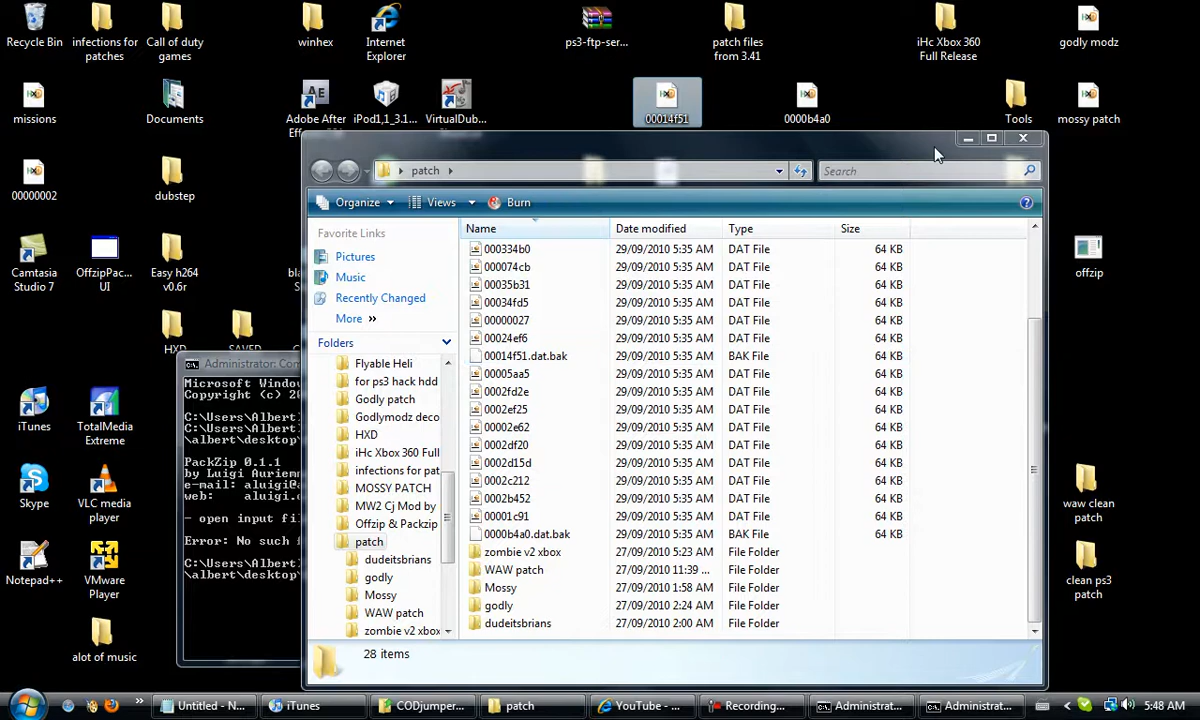 Recycle Bin
infections for
patches
Call of duty
games
winhex
Internet
Explorer
ps3-ftp-ser...
patch files
from 3.41
iHc Xbox 360
Full Release
godly modz
missions
Documents
Adobe After
iPod1,1_3.1...
VirtualDub...
00014f51
0000b4a0
Tools
mossy patch
00000002
dubstep
Camtasia
Studio 7
OffzipPac...
UI
Easy h264
v0.6r
offzip
HXD
SAVED
iTunes
TotalMedia
Extreme
Skype
VLC media
player
Notepad++
VMware
Player
alot of music
waw clean
patch
clean ps3
patch
patch
Search
Organize
Views
Burn
Favorite Links
Pictures
Music
Recently Changed
More »
Folders
Flyable Heli
for ps3 hack hdd
Godly patch
Godlymodz deco
HXD
iHc Xbox 360 Full
infections for pat
MOSSY PATCH
MW2 Cj Mod by
Offzip & Packzip
patch
dudeitsbrians
godly
Mossy
WAW patch
zombie v2 xbox
Name Date modified Type Size
000334b0 29/09/2010 5:35 AM DAT File 64 KB
000074cb 29/09/2010 5:35 AM DAT File 64 KB
00035b31 29/09/2010 5:35 AM DAT File 64 KB
00034fd5 29/09/2010 5:35 AM DAT File 64 KB
00000027 29/09/2010 5:35 AM DAT File 64 KB
00024ef6 29/09/2010 5:35 AM DAT File 64 KB
00014f51.dat.bak 29/09/2010 5:35 AM BAK File 64 KB
00005aa5 29/09/2010 5:35 AM DAT File 64 KB
0002fd2e 29/09/2010 5:35 AM DAT File 64 KB
0002ef25 29/09/2010 5:35 AM DAT File 64 KB
00002e62 29/09/2010 5:35 AM DAT File 64 KB
0002df20 29/09/2010 5:35 AM DAT File 64 KB
0002d15d 29/09/2010 5:35 AM DAT File 64 KB
0002c212 29/09/2010 5:35 AM DAT File 64 KB
0002b452 29/09/2010 5:35 AM DAT File 64 KB
00001c91 29/09/2010 5:35 AM DAT File 64 KB
0000b4a0.dat.bak 29/09/2010 5:35 AM BAK File 64 KB
zombie v2 xbox 27/09/2010 5:23 AM File Folder
WAW patch 27/09/2010 11:39 ... File Folder
Mossy 27/09/2010 1:58 AM File Folder
godly 27/09/2010 2:24 AM File Folder
dudeitsbrians 27/09/2010 2:00 AM File Folder
28 items
Administrator: Com
Microsoft Windo
Copyright (c) 20
C:\Users\Albert
C:\Users\Albert
\albert\desktop
PackZip 0.1.1
by Luigi Auriem
e-mail: aluigi@a
web: aluigi.o
- open input fil
Error: No such f
C:\Users\Albert
\albert\desktop
Untitled - N...
iTunes
CODjumper...
patch
YouTube - ...
Recording...
Administrat...
Administrat...
5:48 AM